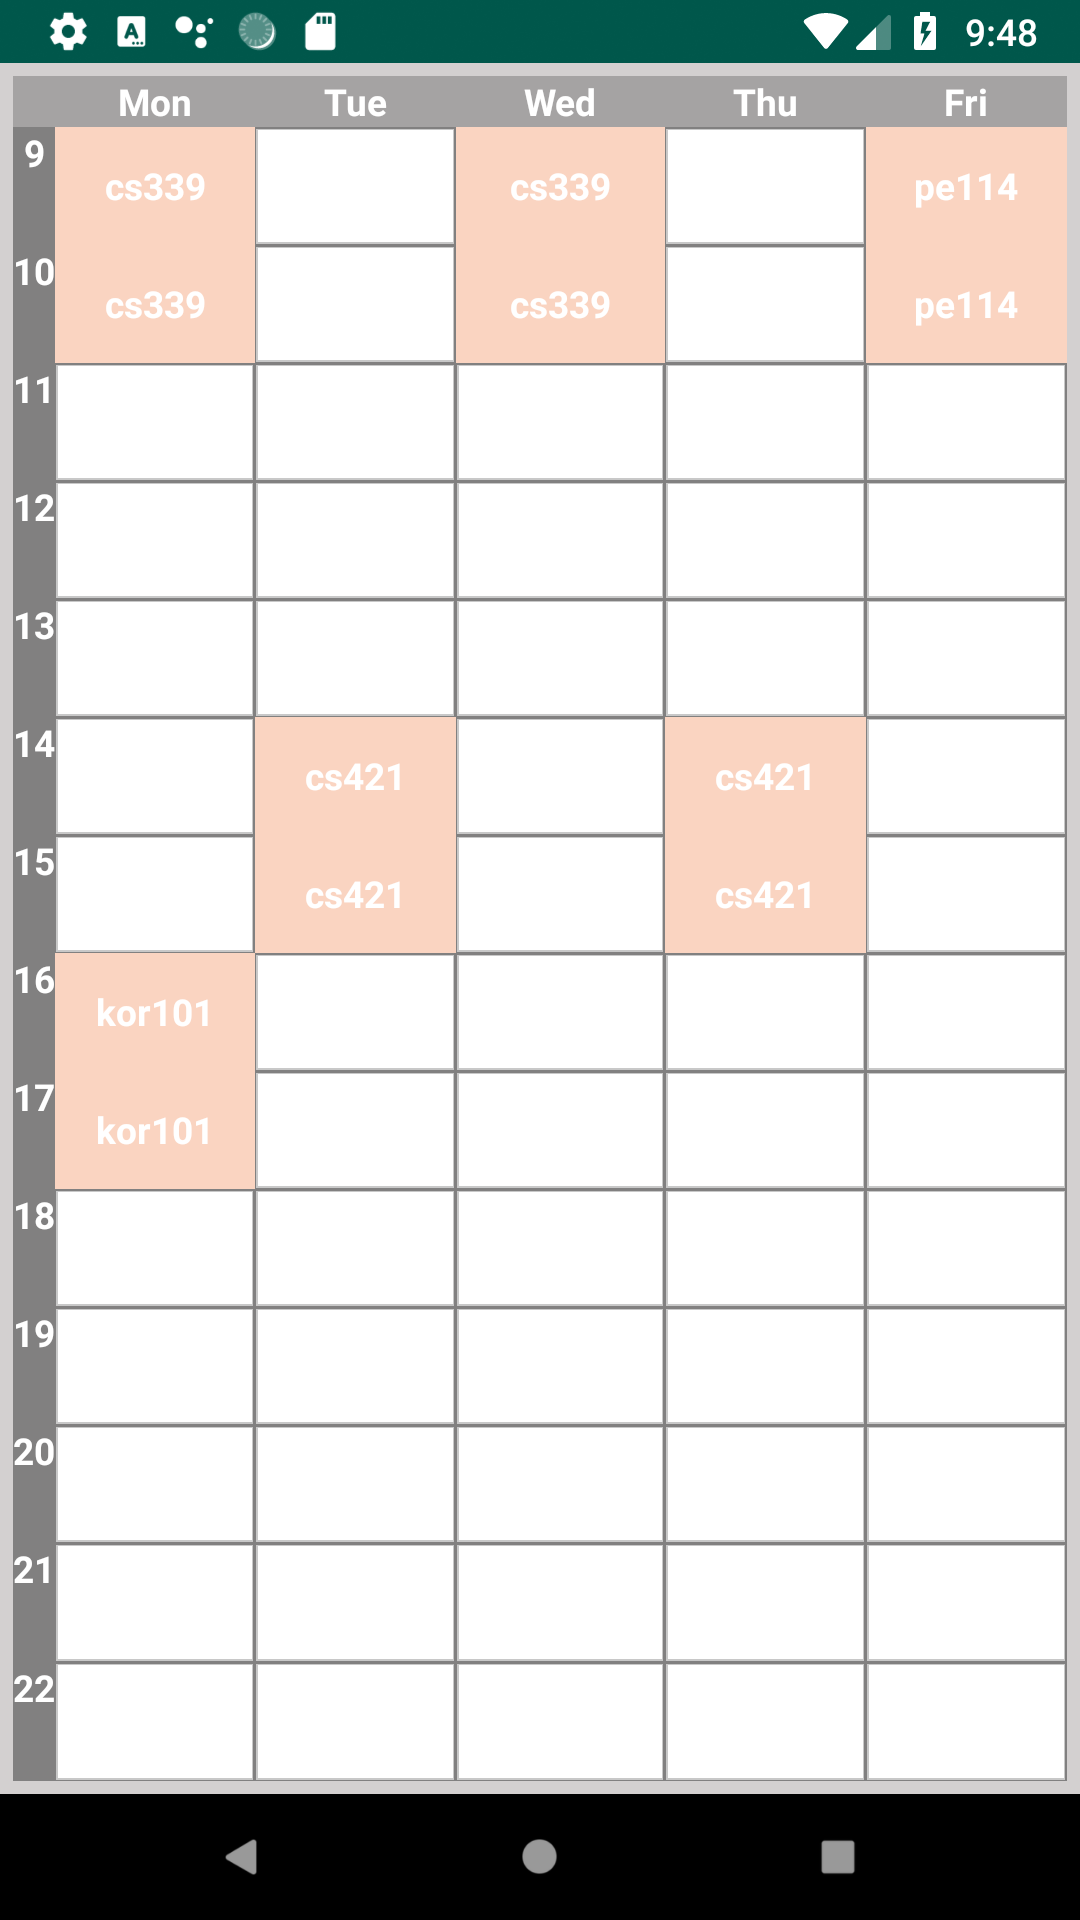 9:48
Mon Tue Wed Thu Fri
9 cs339 cs339 pe114
10 cs339 cs339 pe114
11
12
13
14 cs421 cs421
15 cs421 cs421
16 kor101
17 kor101
18
19
20
21
22